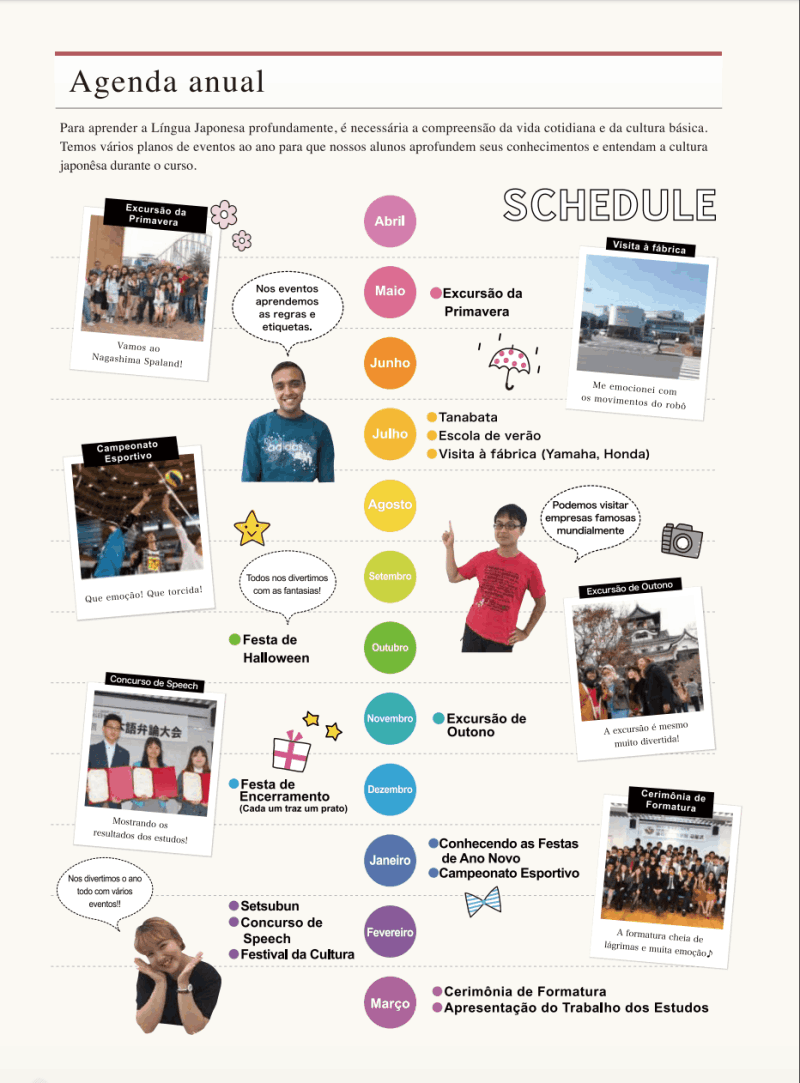 Agenda anual
Para aprender a Língua Japonesa profundamente, é necessária a compreensão da vida cotidiana e da cultura básica.
Temos vários planos de eventos ao ano para que nossos alunos aprofundem seus conhecimentos e entendam a cultura
japonêsa durante o curso.
SCHEDULE
Excursão da
Primavera
Vamos ao
Nagashima Spaland!
Abril
Visita à fábrica
Me emocionei com
os movimentos do robô
Nos eventos
aprendemos
as regras e
etiquetas.
Maio
Excursão da
Primavera
Junho
adidas
Julho
Tanabata
Escola de verão
Visita à fábrica (Yamaha, Honda)
Campeonato
Esportivo
Que emoção! Que torcida!
Agosto
Podemos visitar
empresas famosas
mundialmente
Setembro
Todos nos divertimos
com as fantasias!
Excursão de Outono
A excursão é mesmo
muito divertida!
Festa de
Halloween
Outubro
Concurso de Speech
語弁論大会
Mostrando os
resultados dos estudos!
Novembro
Excursão de
Outono
Festa de
Encerramento
(Cada um traz um prato)
Dezembro
Cerimônia de
Formatura
A formatura cheia de
lágrimas e muita emoção♪
Janeiro
Conhecendo as Festas
de Ano Novo
Campeonato Esportivo
Nos divertimos o ano
todo com vários
eventos!!
Setsubun
Concurso de
Speech
Festival da Cultura
Fevereiro
Março
Cerimônia de Formatura
Apresentação do Trabalho dos Estudos